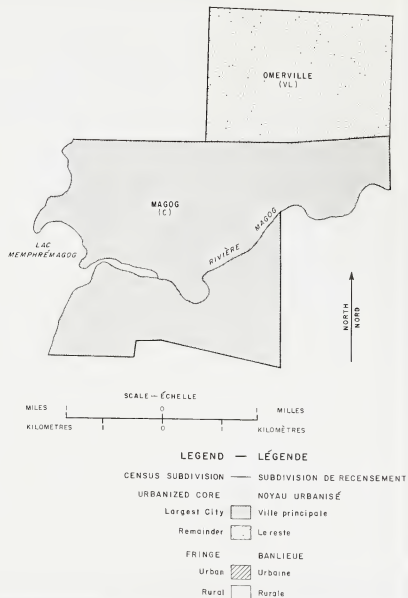 OMERVILLE
(VL)
MAGOG
(C)
LAC
MEMPHRÉMAGOG
RIVIÈRE MAGOG
NORTH
NORD
SCALE — ÉCHELLE
MILES 1 0 1 MILLES
KILOMETRES 1 0 1 KILOMÈTRES
LEGEND — LÉGENDE
CENSUS SUBDIVISION — SUBDIVISION DE RECENSEMENT
URBANIZED CORE NOYAU URBANISÉ
Largest City Ville principale
Remainder Le reste
FRINGE BANLIEUE
Urban Urbaine
Rural Rurale